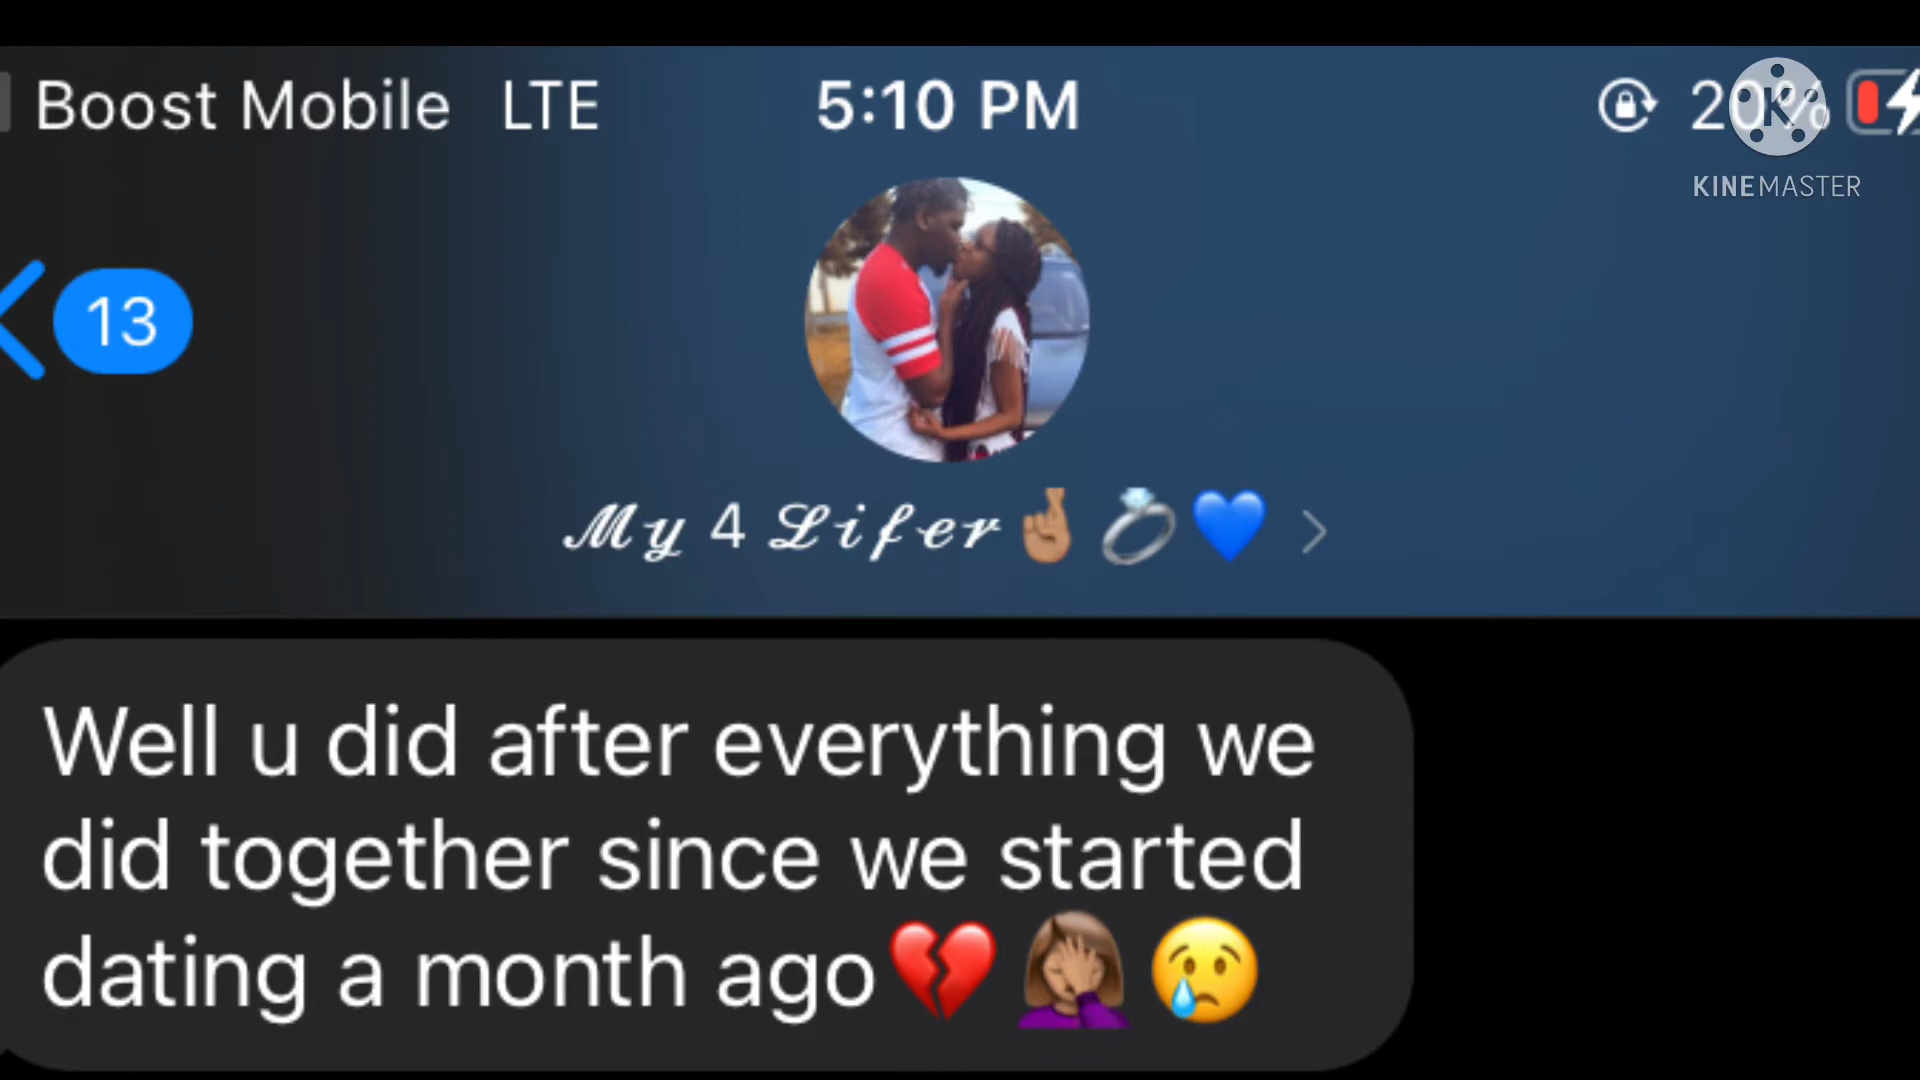 Boost Mobile LTE 5:10 PM 20%
KINEMASTER
13
My 4 Lifer🤞🏽💍💙 >
Well u did after everything we
did together since we started
dating a month ago💔🤦🏽‍♀️😢